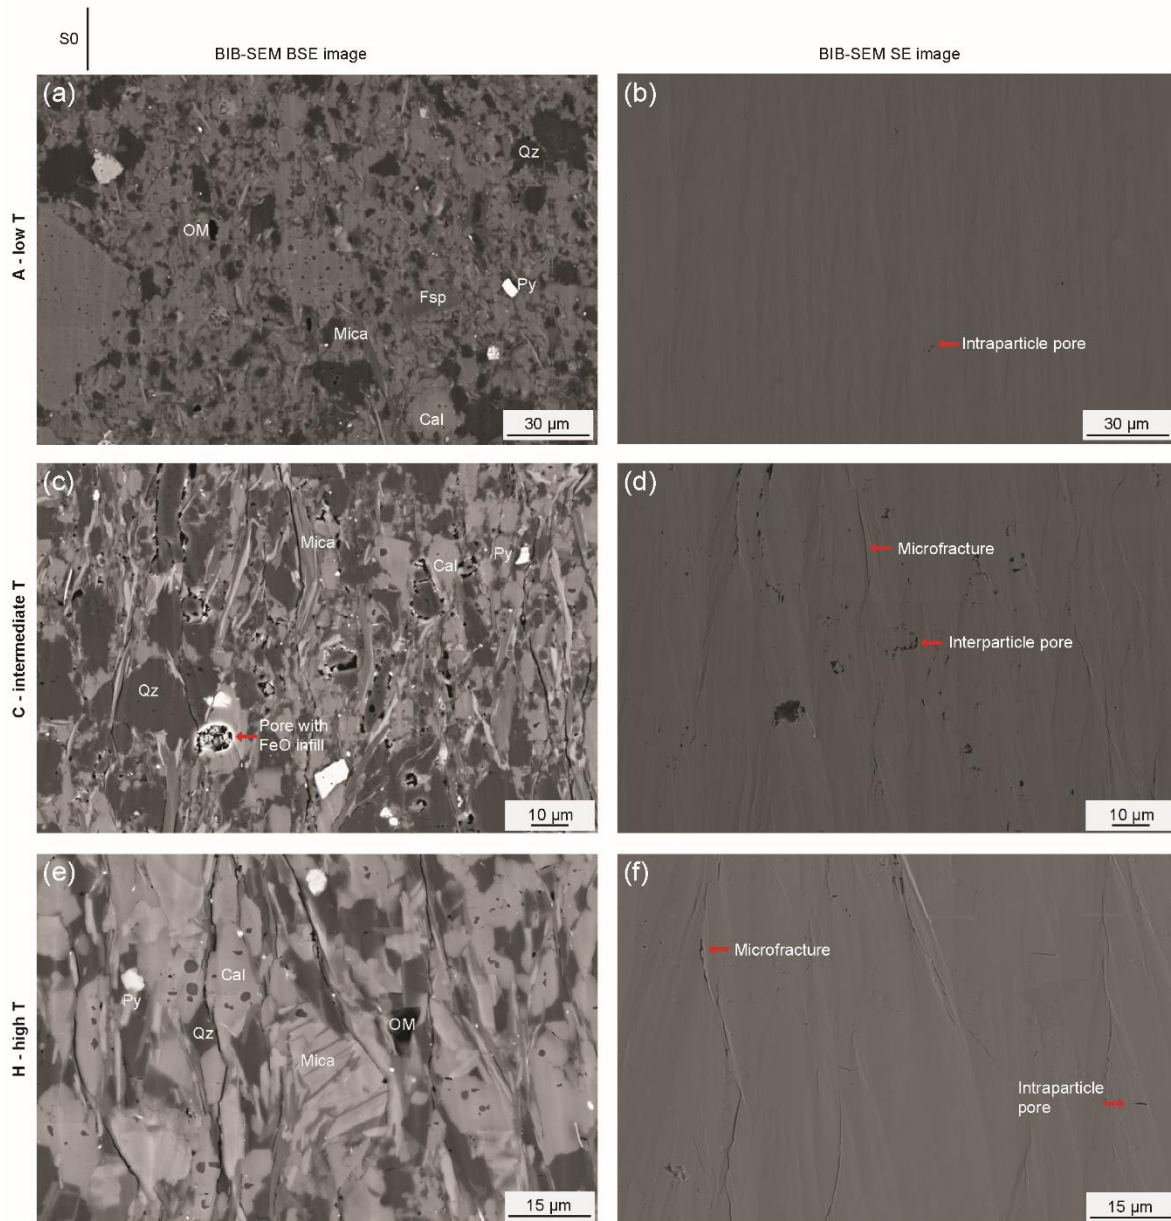 S0
BIB-SEM BSE image
BIB-SEM SE image
A - low T
(a)
Qz
OM
Py
Fsp
Mica
Cal
30 µm
(b)
Intraparticle pore
30 µm
C - intermediate T
(c)
Mica
Py
Cal
Qz
Pore with
FeO infill
10 µm
(d)
Microfracture
Interparticle pore
10 µm
H - high T
(e)
Cal
Py
Qz
OM
Mica
15 µm
(f)
Microfracture
Intraparticle
pore
15 µm